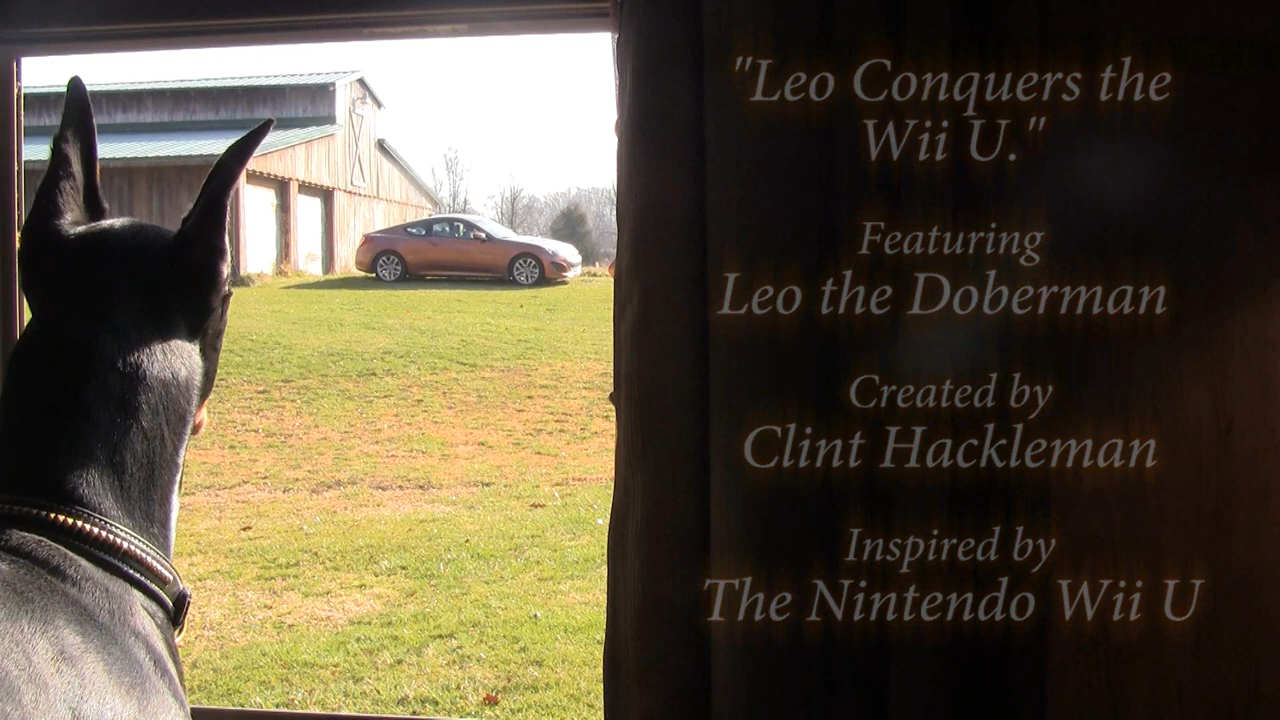 "Leo Conquers the
Wii U."
Featuring
Leo the Doberman
Created by
Clint Hackleman
Inspired by
The Nintendo Wii U